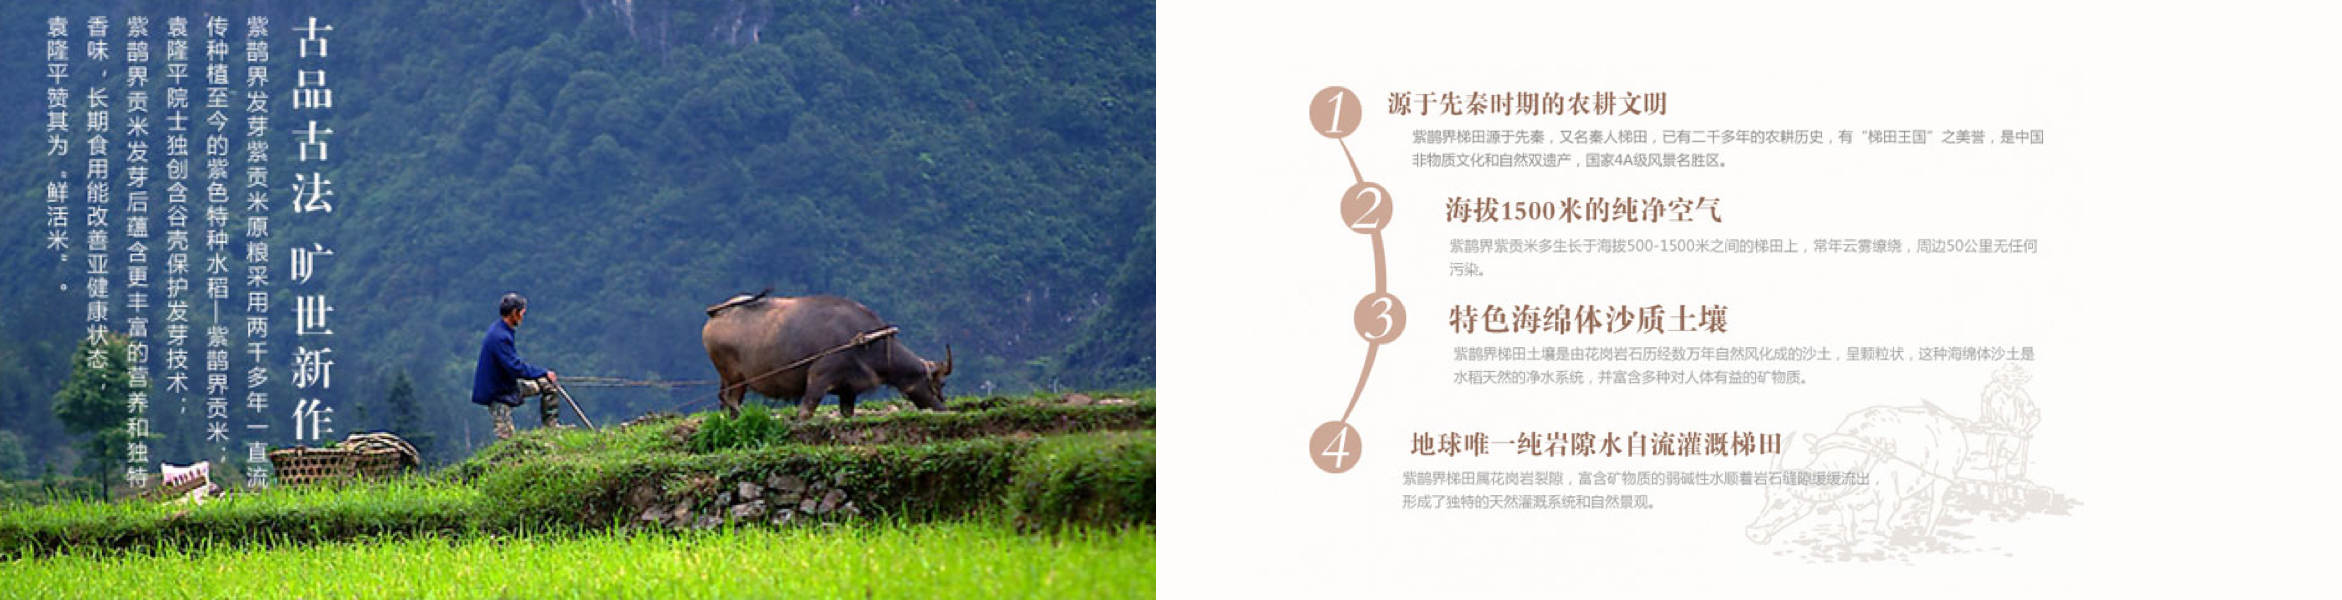 古品古法 旷世新作
紫鹊界发芽紫贡米原粮采用两千多年一直流
传种植至今的紫色特种水稻—紫鹊界贡米；
袁隆平院士独创含谷壳保护发芽技术；
紫鹊界贡米发芽后蕴含更丰富的营养和独特
香味，长期食用能改善亚健康状态；
袁隆平赞其为“鲜活米”。
1
源于先秦时期的农耕文明
紫鹊界梯田源于先秦，又名秦人梯田，已有二千多年的农耕历史，有“梯田王国”之美誉，是中国
非物质文化和自然双遗产，国家4A级风景名胜区。
2
海拔1500米的纯净空气
紫鹊界紫贡米多生长于海拔500-1500米之间的梯田上，常年云雾缭绕，周边50公里无任何
污染。
3
特色海绵体沙质土壤
紫鹊界梯田土壤是由花岗岩石历经数万年自然风化成的沙土，呈颗粒状，这种海绵体沙土是
水稻天然的净水系统，并富含多种对人体有益的矿物质。
4
地球唯一纯岩隙水自流灌溉梯田
紫鹊界梯田属花岗岩裂隙，富含矿物质的弱碱性水顺着岩石缝隙缓缓流出，
形成了独特的天然灌溉系统和自然景观。